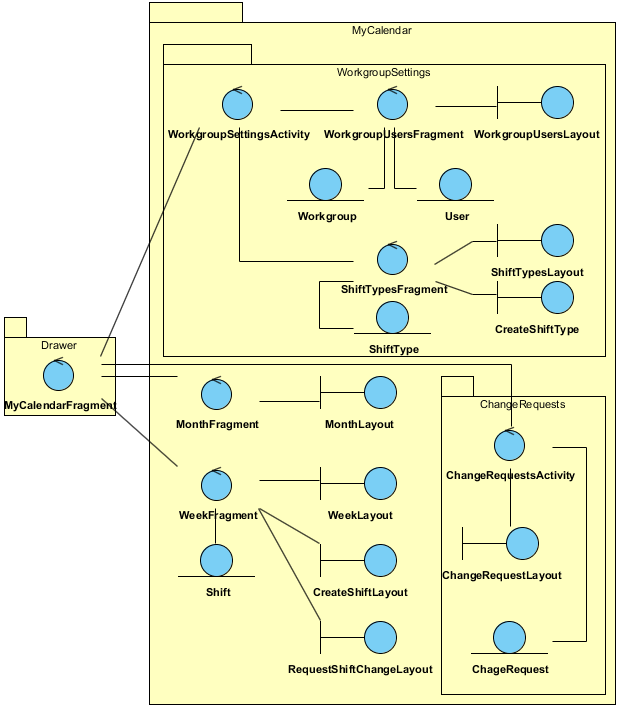 MyCalendar
WorkgroupSettings
WorkgroupSettingsActivity
WorkgroupUsersFragment
WorkgroupUsersLayout
Workgroup
User
ShiftTypesLayout
ShiftTypesFragment
CreateShiftType
ShiftType
Drawer
MyCalendarFragment
MonthFragment
MonthLayout
ChangeRequests
ChangeRequestsActivity
WeekFragment
WeekLayout
ChangeRequestLayout
Shift
CreateShiftLayout
RequestShiftChangeLayout
ChageRequest